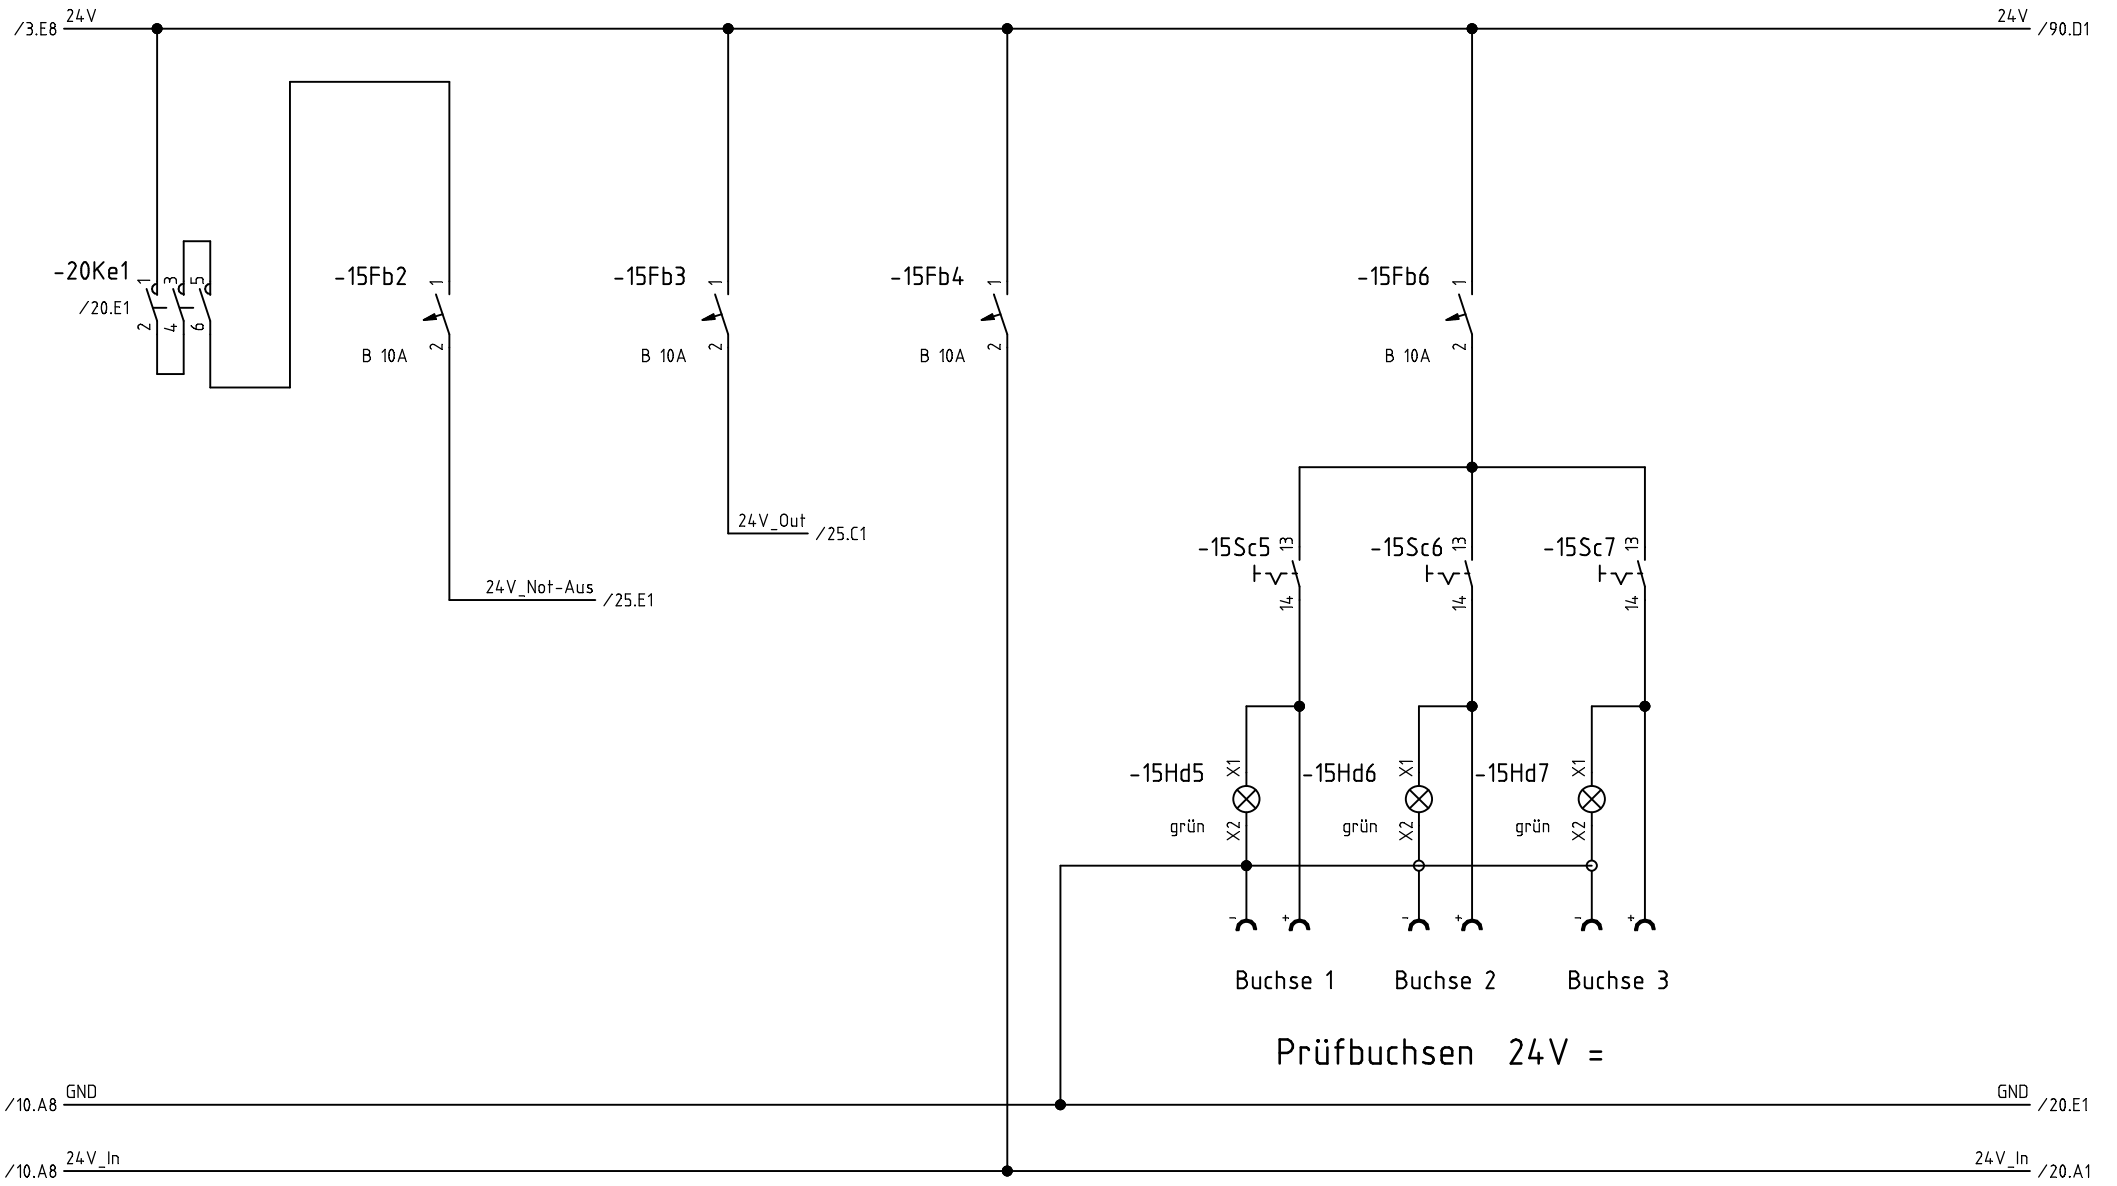 24V
24V
/3.E8
/90.D1
-20Ke1
1
3
5
/20.E1
2
4
6
-15Fb2
1
B 10A
2
-15Fb3
1
B 10A
2
-15Fb4
1
B 10A
2
-15Fb6
1
B 10A
2
24V_Out
/25.C1
24V_Not-Aus
/25.E1
-15Sc5
13
14
-15Sc6
13
14
-15Sc7
13
14
-15Hd5
X1
grün
X2
-15Hd6
X1
grün
X2
-15Hd7
X1
grün
X2
- +
- +
- +
Buchse 1
Buchse 2
Buchse 3
Prüfbuchsen 24V =
GND
GND
/10.A8
/20.E1
24V_In
24V_In
/10.A8
/20.A1